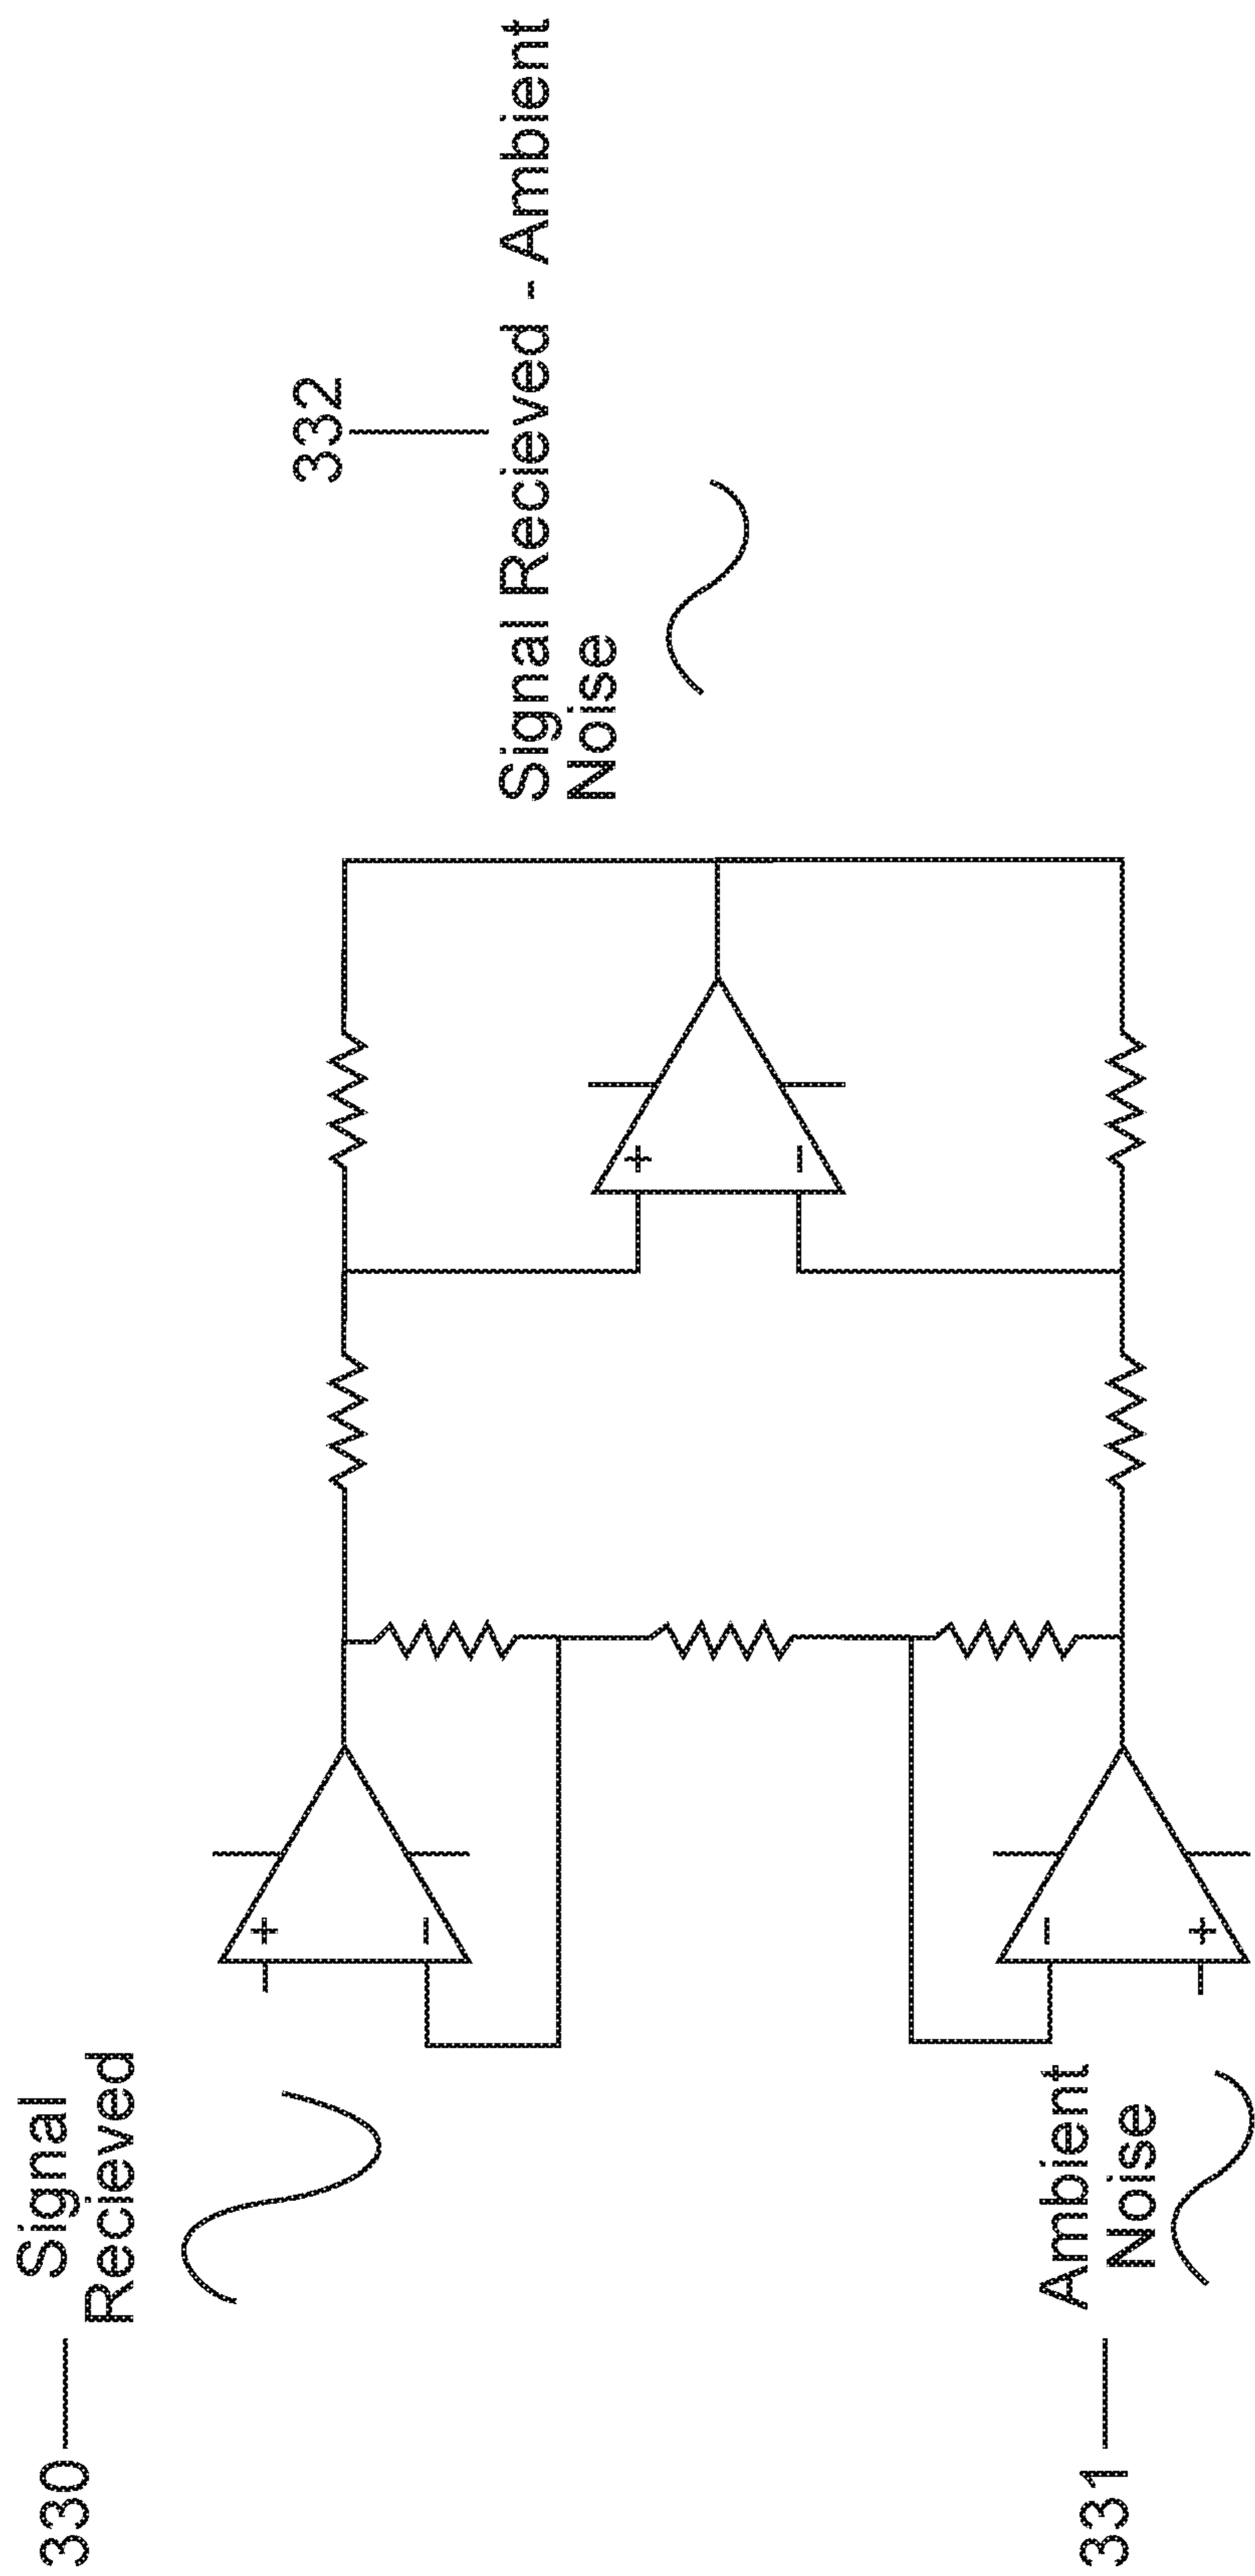 330
Signal
Recieved
332
Signal Recieved - Ambient
Noise
+
-
+
-
-
+
331
Ambient
Noise